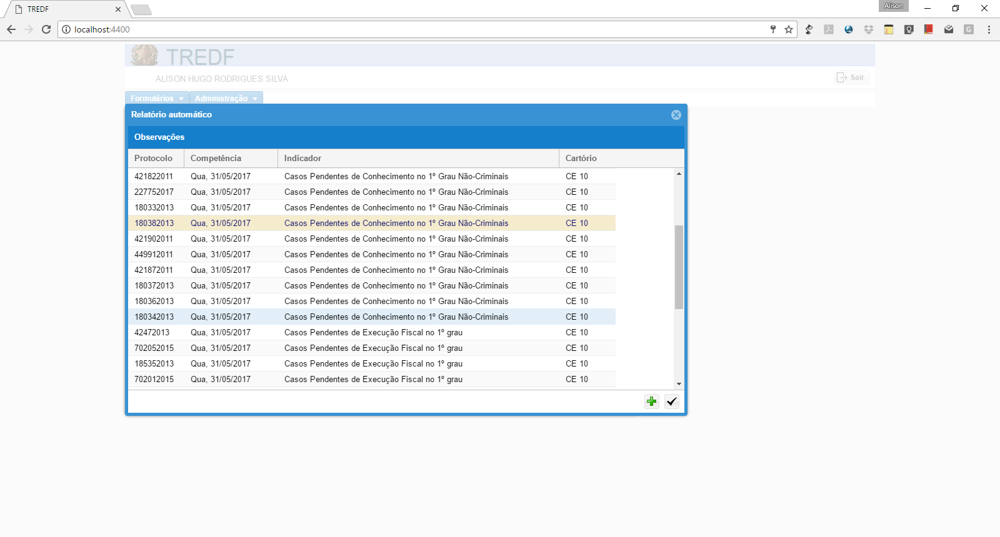 TREDF
Alison
localhost:4400
TREDF
ALISON HUGO RODRIGUES SILVA
Sair
Formulários Administração
Relatório automático
Observações
Protocolo Competência Indicador Cartório
421822011 Qua, 31/05/2017 Casos Pendentes de Conhecimento no 1º Grau Não-Criminais CE 10
227752017 Qua, 31/05/2017 Casos Pendentes de Conhecimento no 1º Grau Não-Criminais CE 10
180332013 Qua, 31/05/2017 Casos Pendentes de Conhecimento no 1º Grau Não-Criminais CE 10
180382013 Qua, 31/05/2017 Casos Pendentes de Conhecimento no 1º Grau Não-Criminais CE 10
421902011 Qua, 31/05/2017 Casos Pendentes de Conhecimento no 1º Grau Não-Criminais CE 10
449912011 Qua, 31/05/2017 Casos Pendentes de Conhecimento no 1º Grau Não-Criminais CE 10
421872011 Qua, 31/05/2017 Casos Pendentes de Conhecimento no 1º Grau Não-Criminais CE 10
180372013 Qua, 31/05/2017 Casos Pendentes de Conhecimento no 1º Grau Não-Criminais CE 10
180362013 Qua, 31/05/2017 Casos Pendentes de Conhecimento no 1º Grau Não-Criminais CE 10
180342013 Qua, 31/05/2017 Casos Pendentes de Conhecimento no 1º Grau Não-Criminais CE 10
42472013 Qua, 31/05/2017 Casos Pendentes de Execução Fiscal no 1º grau CE 10
702052015 Qua, 31/05/2017 Casos Pendentes de Execução Fiscal no 1º grau CE 10
185352013 Qua, 31/05/2017 Casos Pendentes de Execução Fiscal no 1º grau CE 10
702012015 Qua, 31/05/2017 Casos Pendentes de Execução Fiscal no 1º grau CE 10